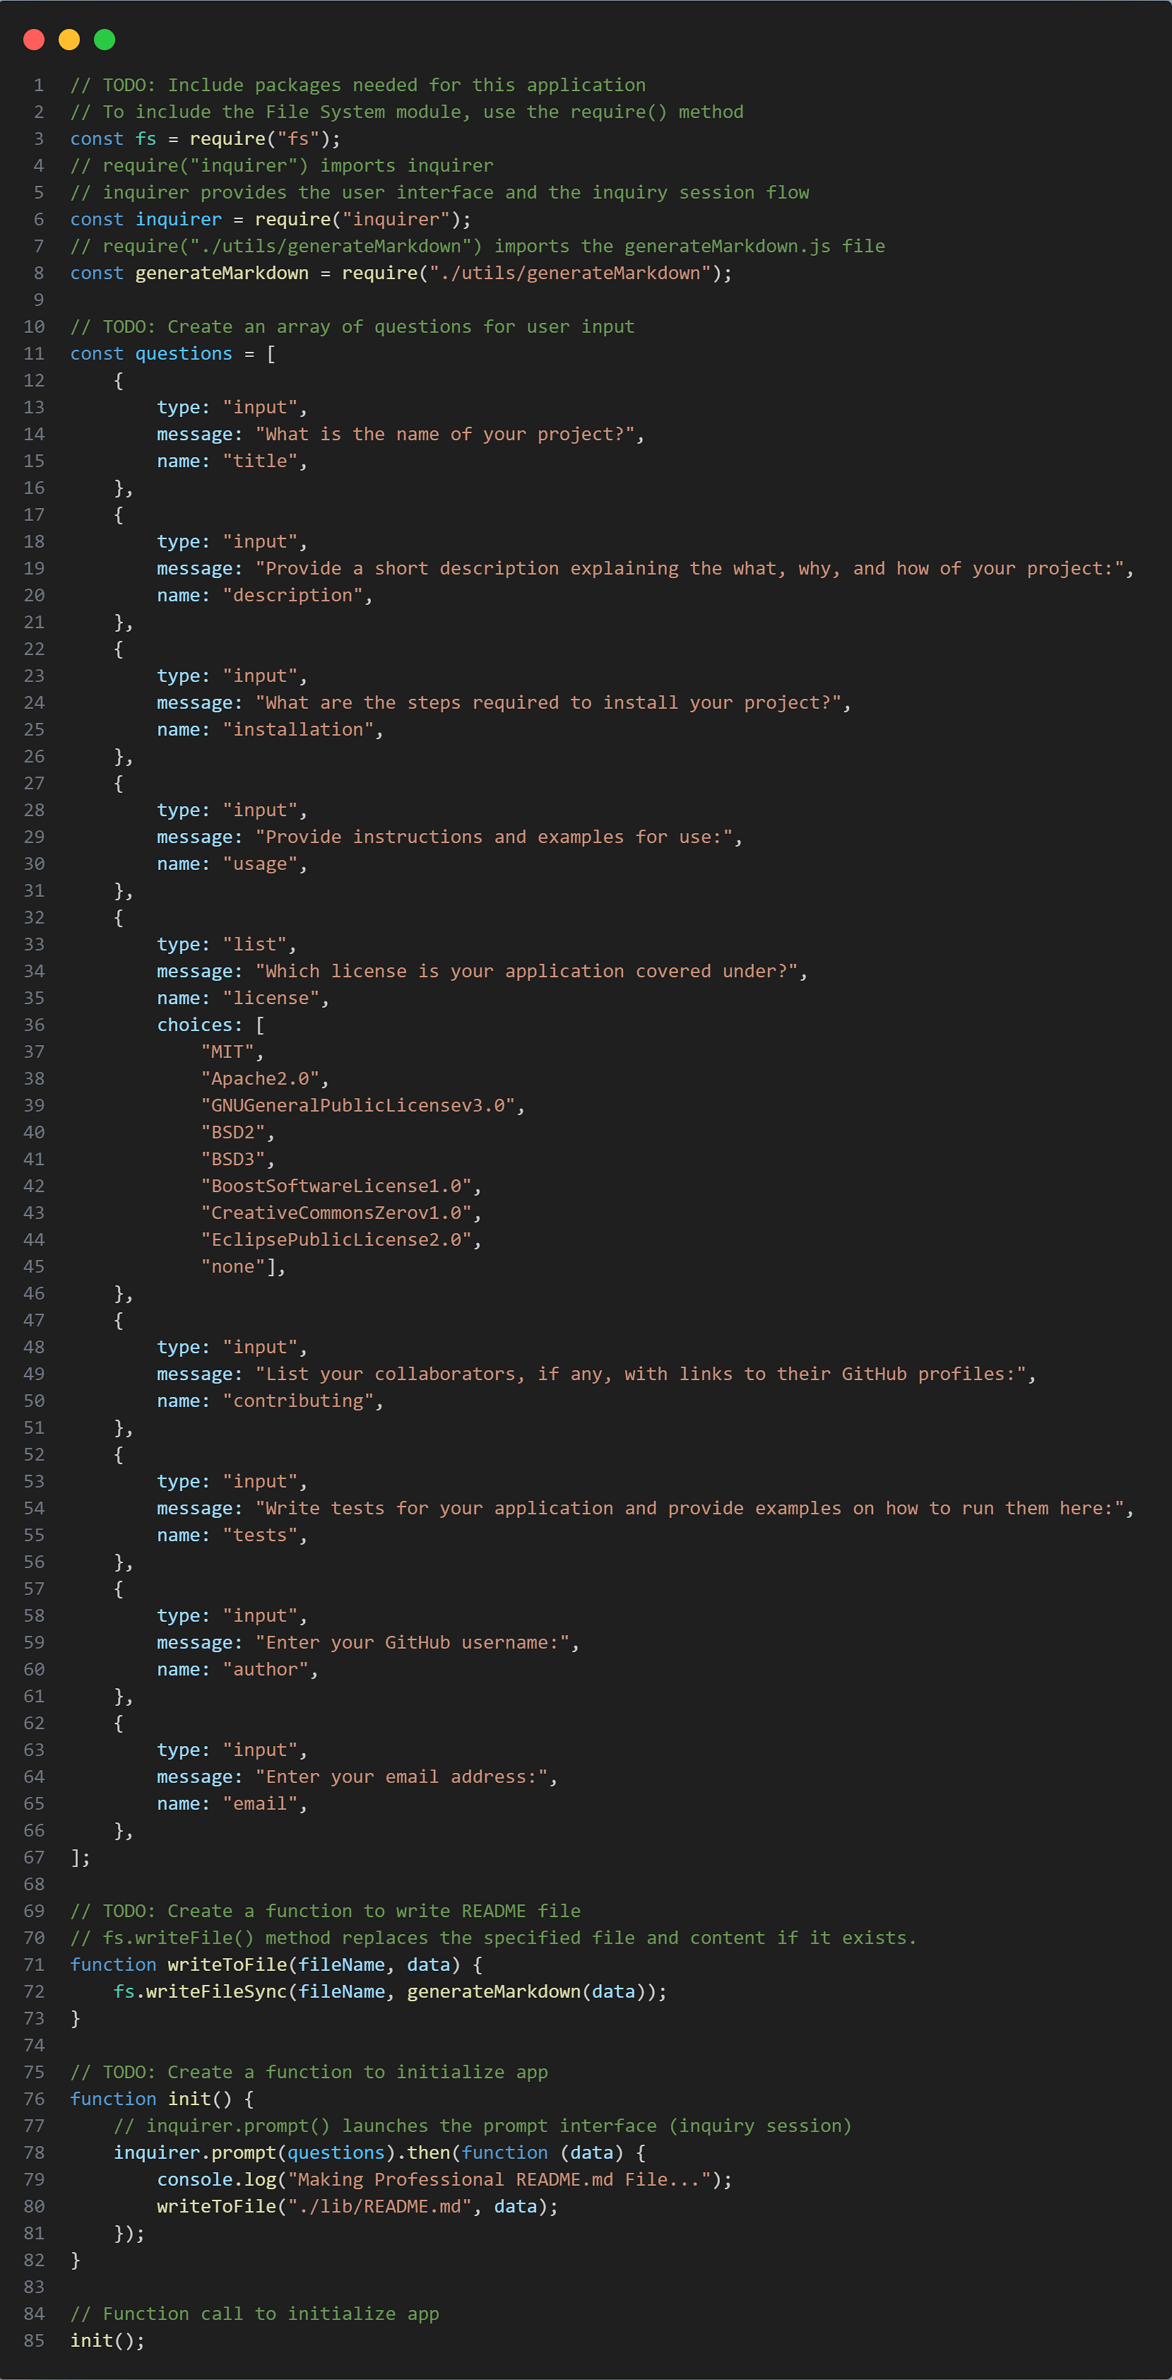 1 // TODO: Include packages needed for this application
2 // To include the File System module, use the require() method
3 const fs = require("fs");
4 // require("inquirer") imports inquirer
5 // inquirer provides the user interface and the inquiry session flow
6 const inquirer = require("inquirer");
7 // require("./utils/generateMarkdown") imports the generateMarkdown.js file
8 const generateMarkdown = require("./utils/generateMarkdown");
9
10 // TODO: Create an array of questions for user input
11 const questions = [
12     {
13         type: "input",
14         message: "What is the name of your project?",
15         name: "title",
16     },
17     {
18         type: "input",
19         message: "Provide a short description explaining the what, why, and how of your project:",
20         name: "description",
21     },
22     {
23         type: "input",
24         message: "What are the steps required to install your project?",
25         name: "installation",
26     },
27     {
28         type: "input",
29         message: "Provide instructions and examples for use:",
30         name: "usage",
31     },
32     {
33         type: "list",
34         message: "Which license is your application covered under?",
35         name: "license",
36         choices: [
37             "MIT",
38             "Apache2.0",
39             "GNUGeneralPublicLicensev3.0",
40             "BSD2",
41             "BSD3",
42             "BoostSoftwareLicense1.0",
43             "CreativeCommonsZerov1.0",
44             "EclipsePublicLicense2.0",
45             "none"],
46     },
47     {
48         type: "input",
49         message: "List your collaborators, if any, with links to their GitHub profiles:",
50         name: "contributing",
51     },
52     {
53         type: "input",
54         message: "Write tests for your application and provide examples on how to run them here:",
55         name: "tests",
56     },
57     {
58         type: "input",
59         message: "Enter your GitHub username:",
60         name: "author",
61     },
62     {
63         type: "input",
64         message: "Enter your email address:",
65         name: "email",
66     },
67 ];
68
69 // TODO: Create a function to write README file
70 // fs.writeFile() method replaces the specified file and content if it exists.
71 function writeToFile(fileName, data) {
72     fs.writeFileSync(fileName, generateMarkdown(data));
73 }
74
75 // TODO: Create a function to initialize app
76 function init() {
77     // inquirer.prompt() launches the prompt interface (inquiry session)
78     inquirer.prompt(questions).then(function (data) {
79         console.log("Making Professional README.md File...");
80         writeToFile("./lib/README.md", data);
81     });
82 }
83
84 // Function call to initialize app
85 init();